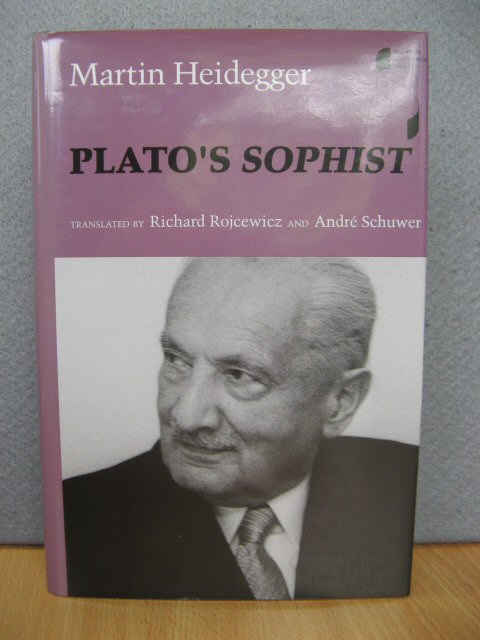 Martin Heidegger
PLATO'S SOPHIST
TRANSLATED BY Richard Rojcewicz AND André Schuwer